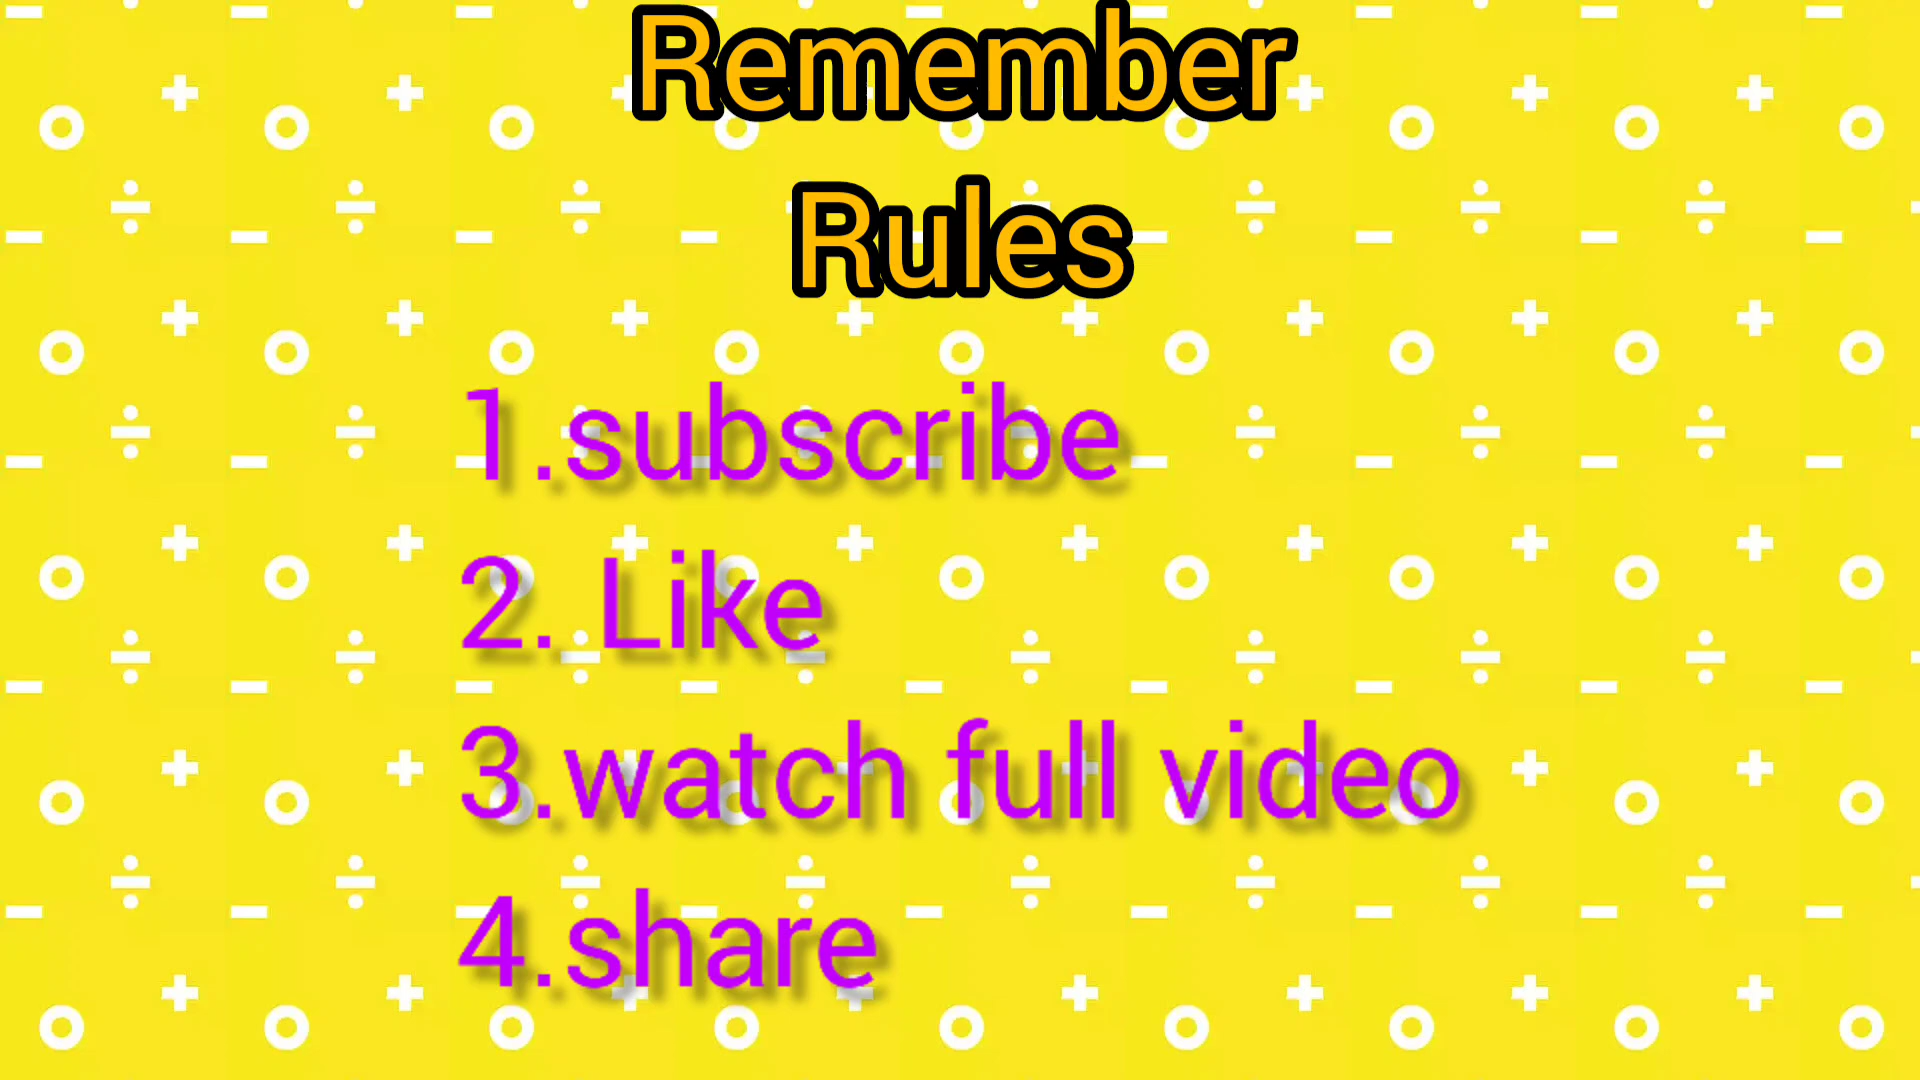 Remember
Rules
1.subscribe
2. Like
3.watch full video
4.share